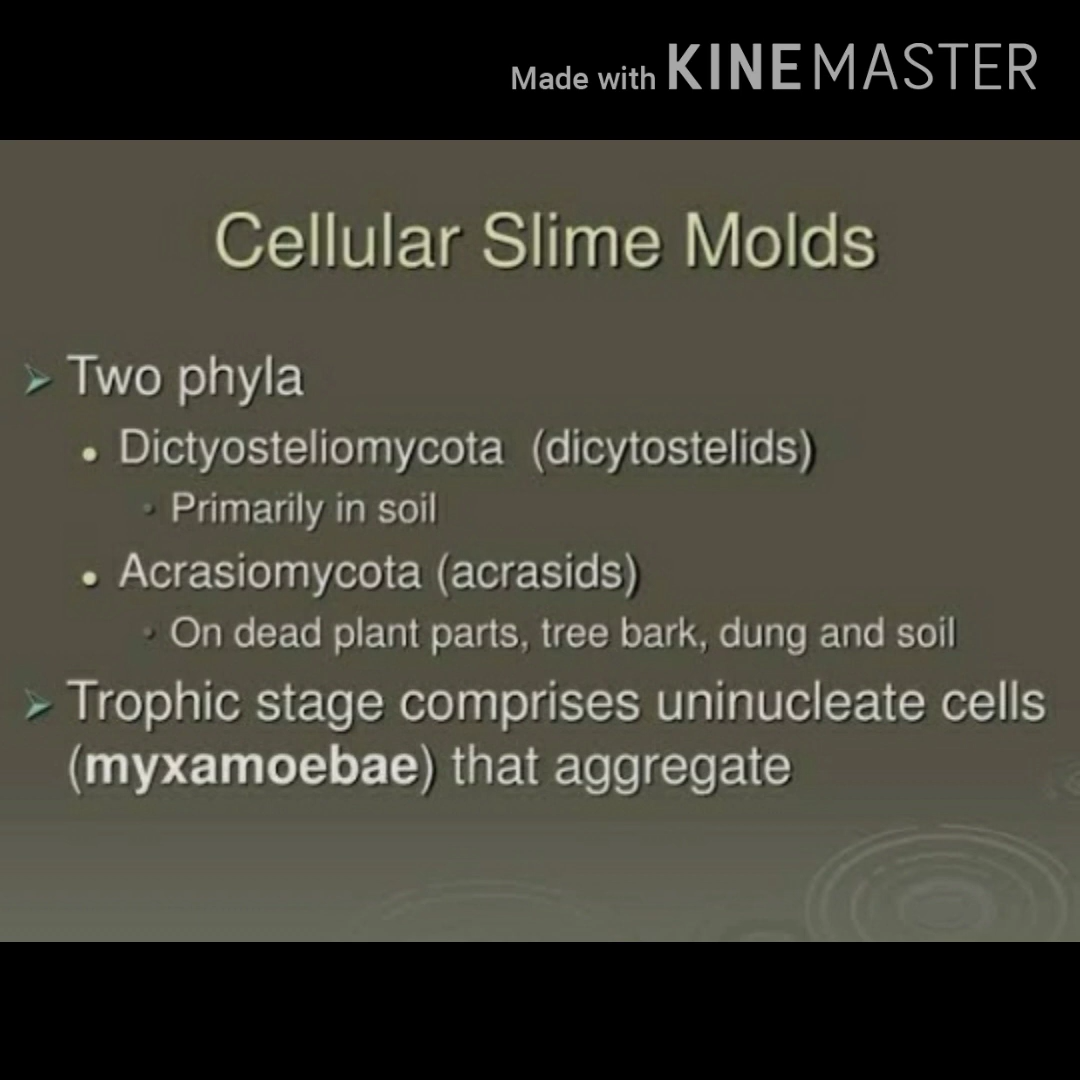 Made with KINEMASTER
Cellular Slime Molds
Two phyla
Dictyosteliomycota (dicytostelids)
Primarily in soil
Acrasiomycota (acrasids)
On dead plant parts, tree bark, dung and soil
Trophic stage comprises uninucleate cells
(myxamoebae) that aggregate